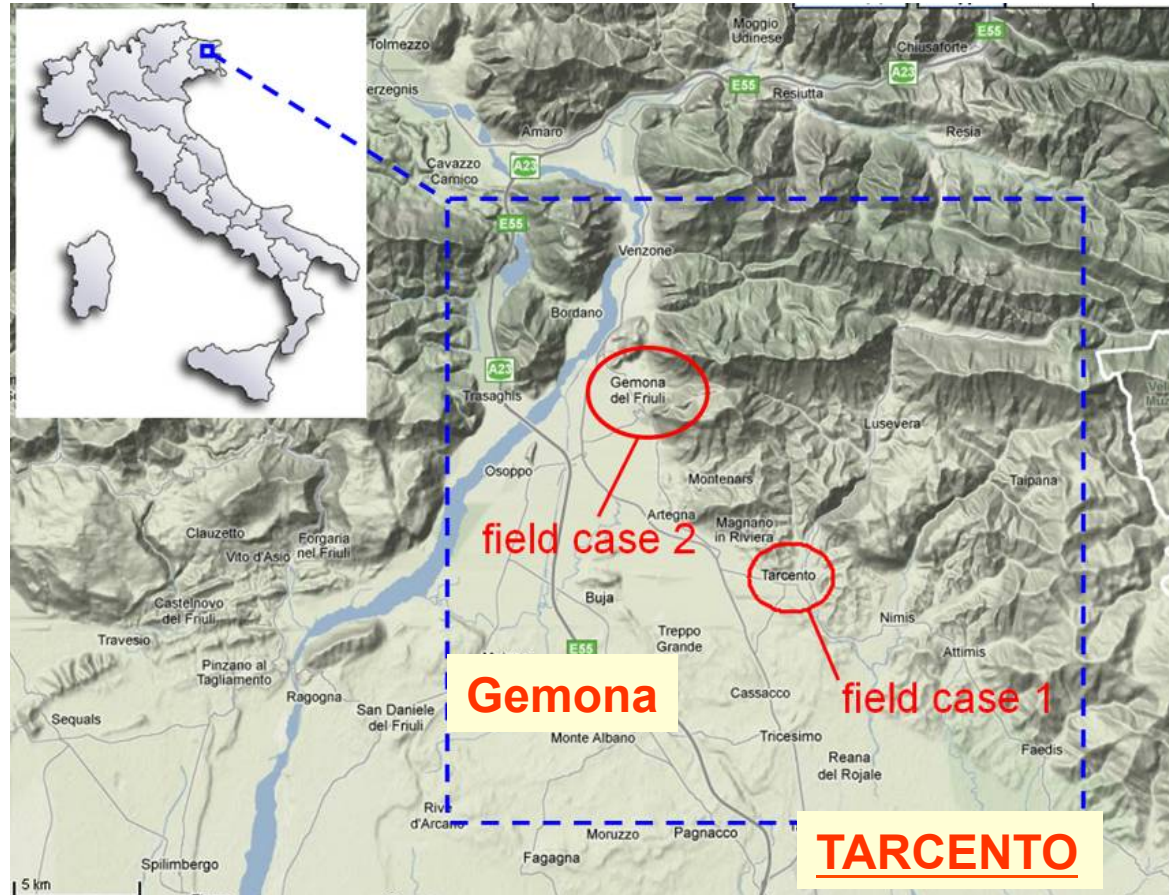 E55
Moggio
Udinese
Tolmezzo
Chiusaforte
A23
E55
Resiutta
Amaro
Resia
Cavazzo
Carnico
A23
E55
Venzone
Bordano
A23
Trasaghis
Gemona
del Friuli
Lusevera
Osoppo
Montenars
Taipana
Artegna
Magnano
in Riviera
field case 2
Clauzetto
Vito d'Asio
Forgaria
nel Friuli
Tarcento
Buja
Castelnovo
del Friuli
Nimis
Travesio
Treppo
Grande
Attimis
E55
Pinzano al
Tagliamento
Gemona
Cassacco
field case 1
Ragogna
San Daniele
del Friuli
Sequals
Monte Albano
Tricesimo
Reana
del Rojale
Faedis
d'Arcano
Moruzzo
Pagnacco
TARCENTO
Fagagna
Spilimbergo
5 km